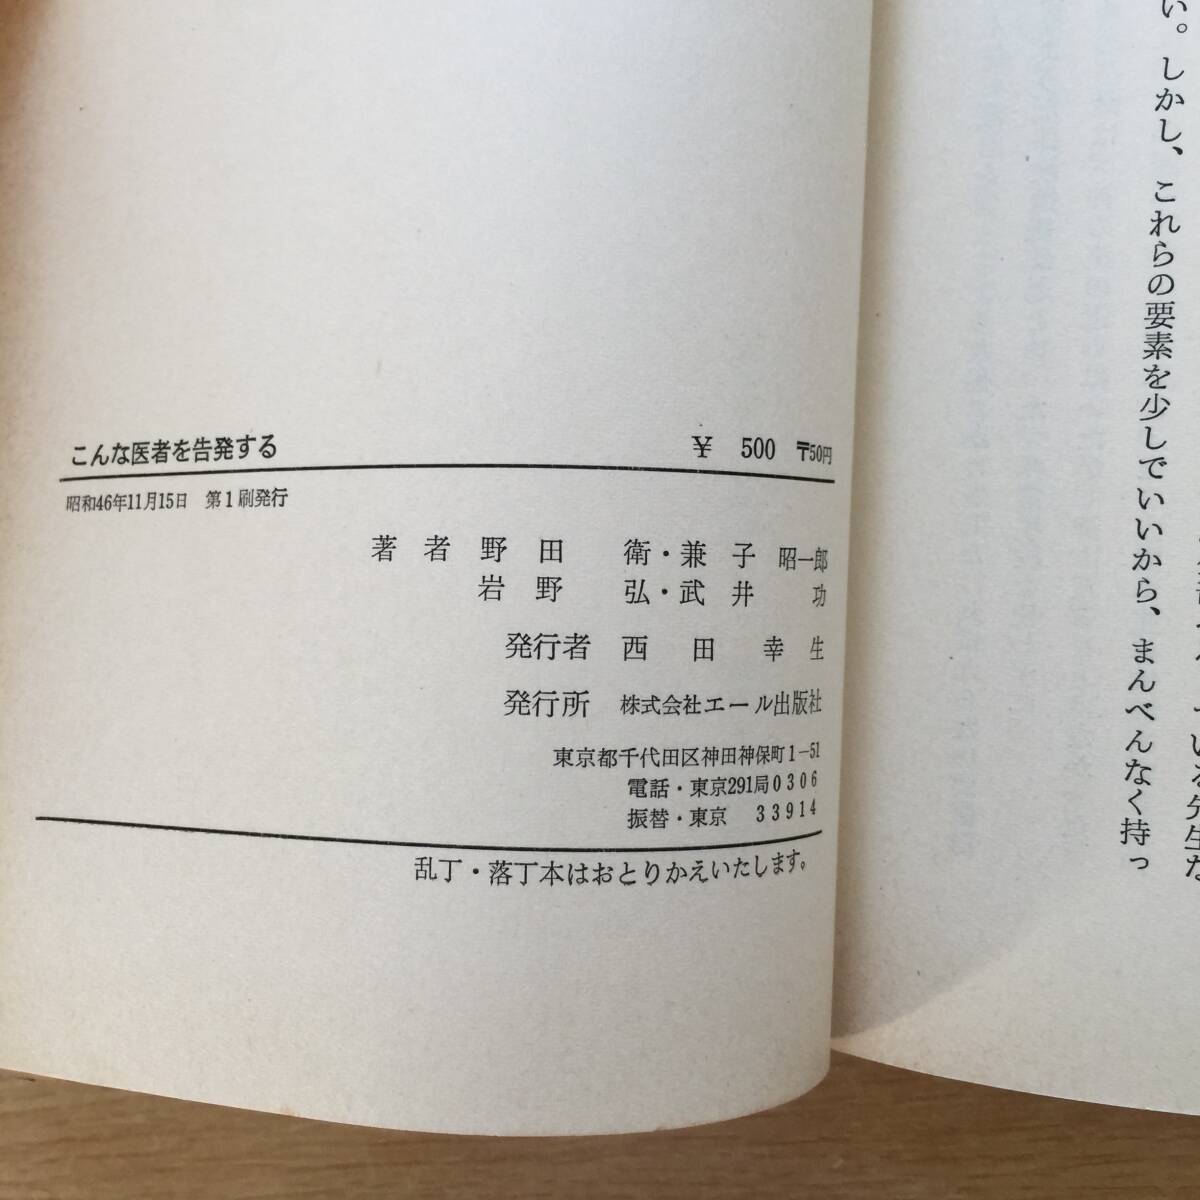 い。しかし、これらの要素を少しでいいから、まんべんなく持っ
こんな医者を告発する ¥ 500 〒50円
昭和46年11月15日 第1刷発行
著者 野田 衛・兼子 昭一郎
岩野 弘・武井 功
発行者 西田 幸生
発行所 株式会社エール出版社
東京都千代田区神田神保町1-51
電話・東京291局0306
振替・東京 33914
乱丁・落丁本はおとりかえいたします。